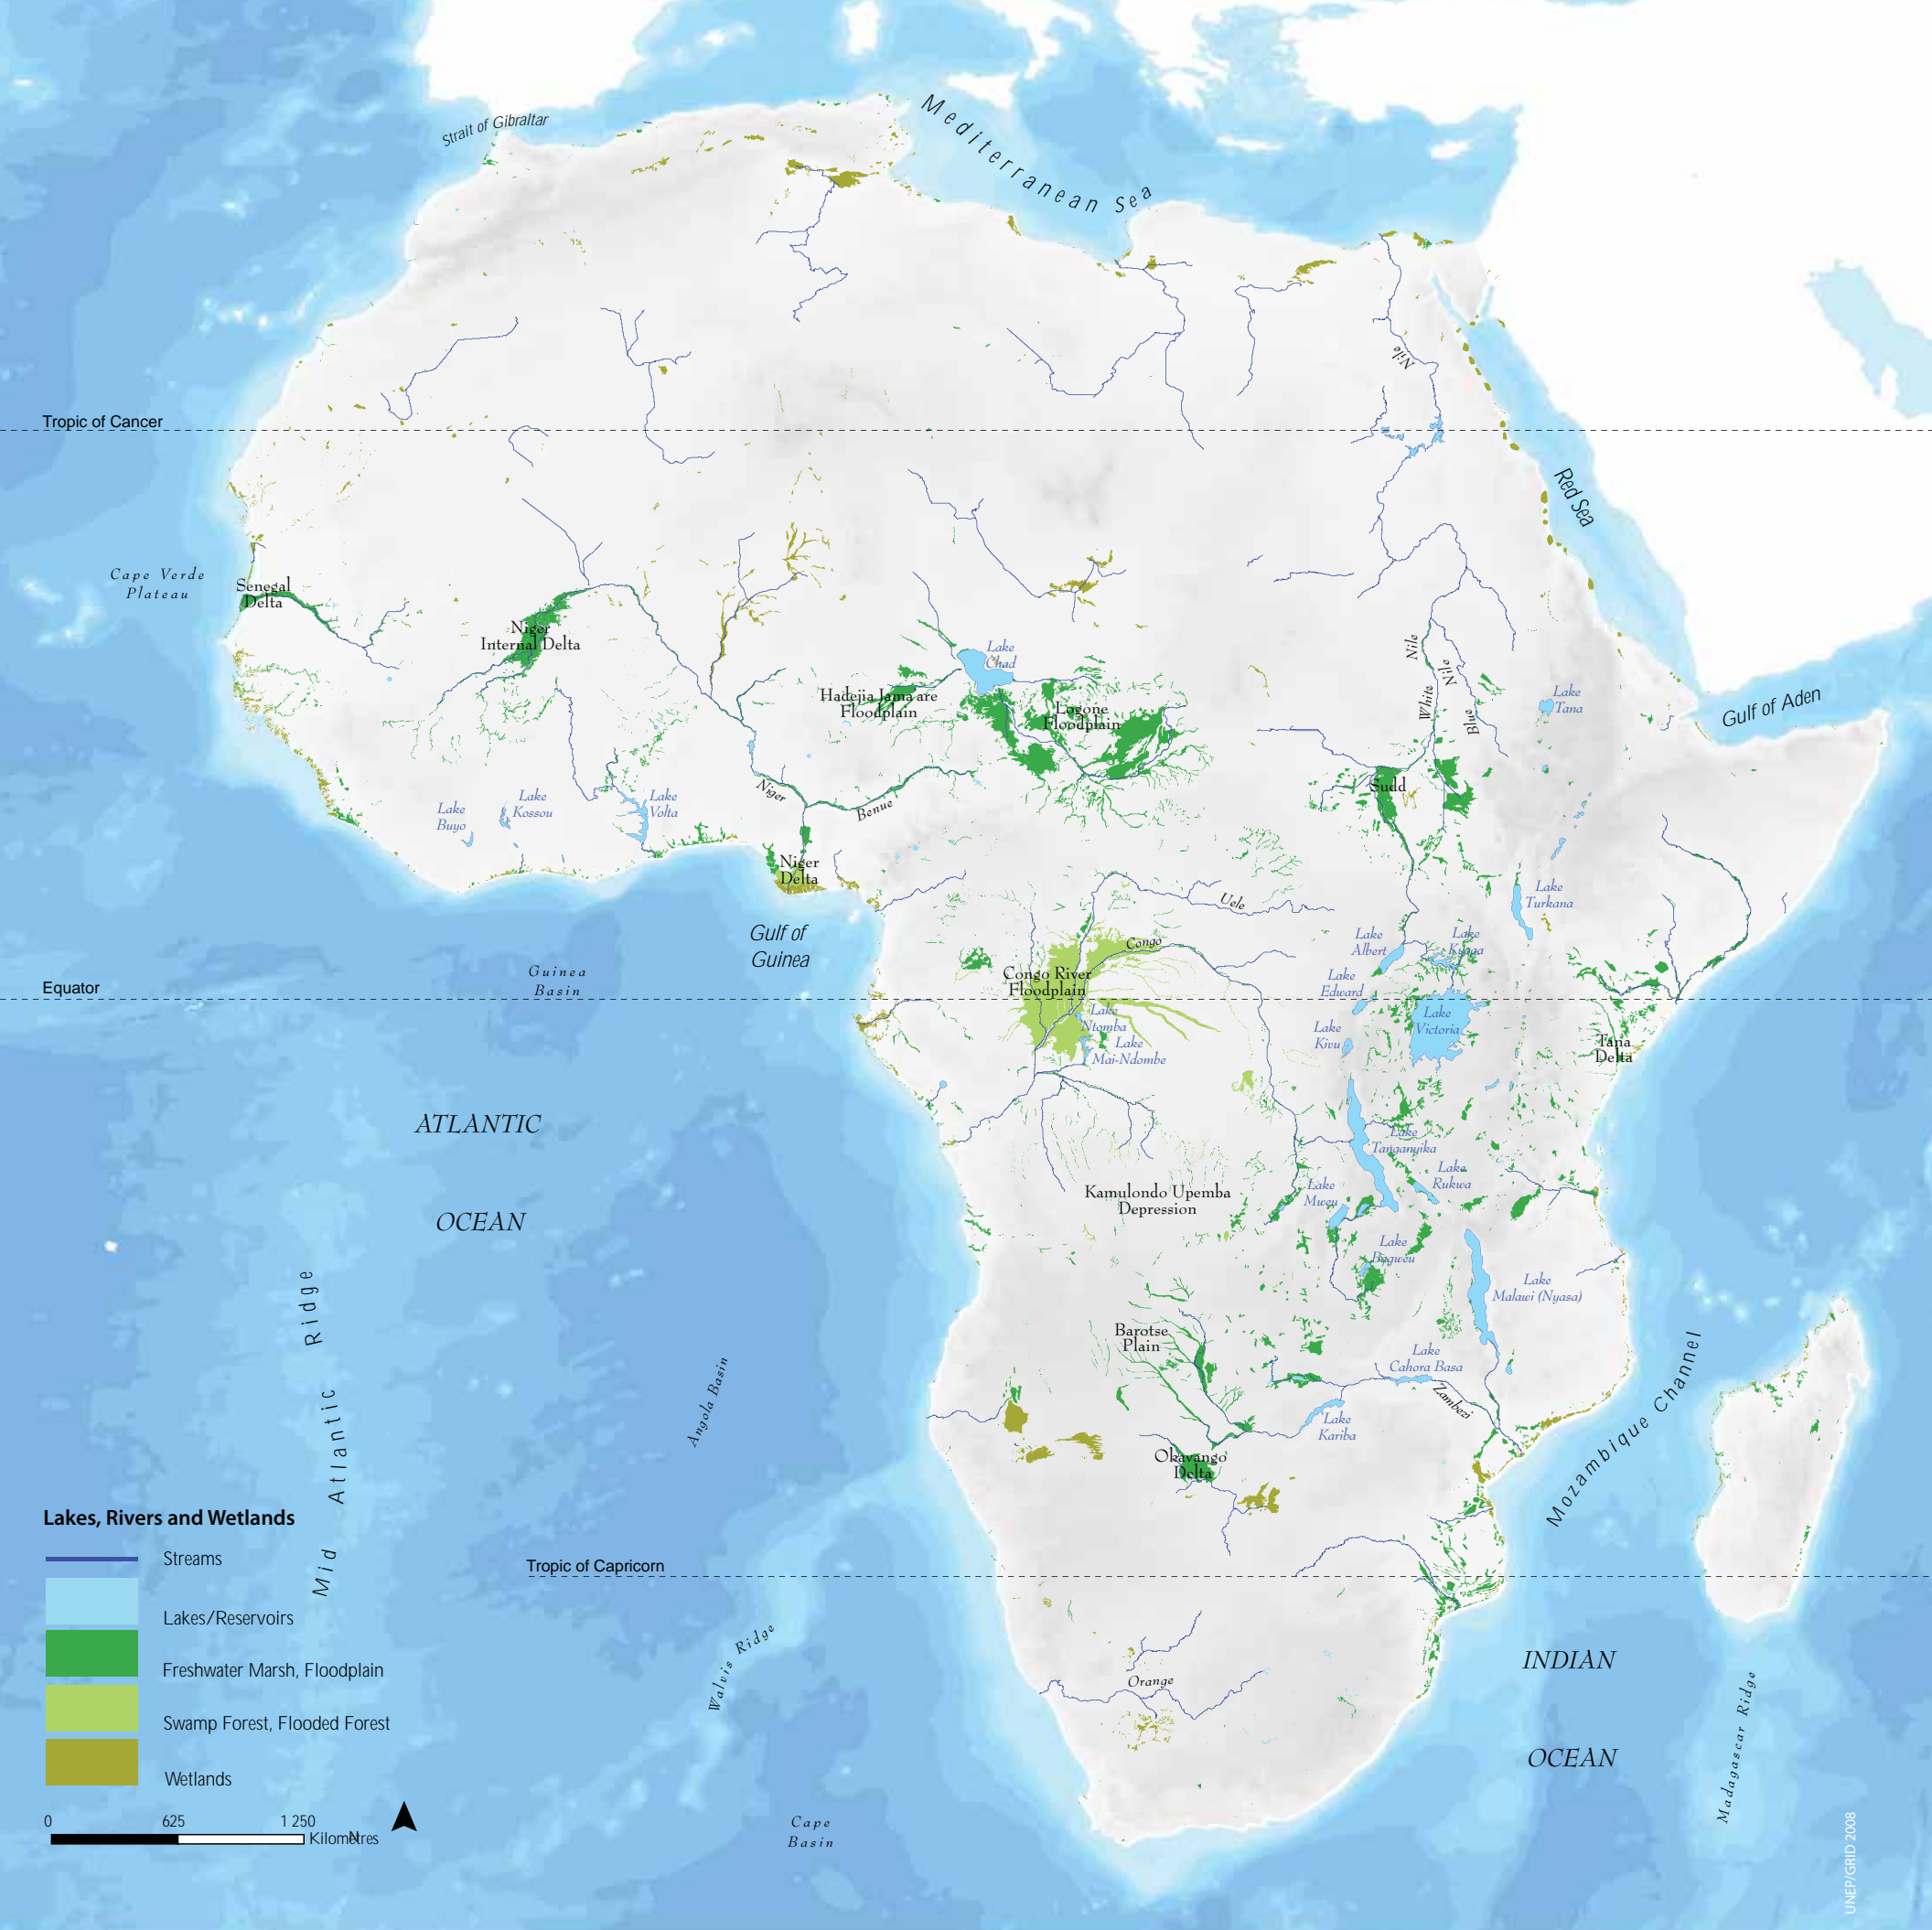 Strait of Gibraltar
Mediterranean Sea
Nile
Tropic of Cancer
Red Sea
Cape Verde
Plateau
Senegal
Delta
Niger
Internal Delta
Lake
Chad
Hadejia Jama'are
Floodplain
Logone
Floodplain
Nile
White
Nile
Blue
Lake
Tana
Gulf of Aden
Lake
Buyo
Lake
Kossou
Lake
Volta
Niger
Benue
Sudd
Niger
Delta
Uele
Lake
Turkana
Gulf of
Guinea
Congo
Lake
Albert
Lake
Kyoga
Guinea
Basin
Congo River
Floodplain
Lake
Edward
Equator
Lake
Ntomba
Lake
Mai-Ndombe
Lake
Kivu
Lake
Victoria
Tana
Delta
ATLANTIC
OCEAN
Lake
Tanganyika
Lake
Rukwa
Kamulondo Upemba
Depression
Lake
Mweu
Lake
Bagweu
Lake
Malawi (Nyasa)
Barotse
Plain
Lake
Cahora Basa
Zambezi
Lake
Kariba
Okavango
Delta
Mozambique Channel
Angola Basin
Mid Atlantic Ridge
Tropic of Capricorn
Walvis Ridge
Orange
INDIAN
OCEAN
Madagascar Ridge
Cape
Basin
Lakes, Rivers and Wetlands
Streams
Lakes/Reservoirs
Freshwater Marsh, Floodplain
Swamp Forest, Flooded Forest
Wetlands
0 625 1 250
Kilometres
N
UNEP/GRID 2008